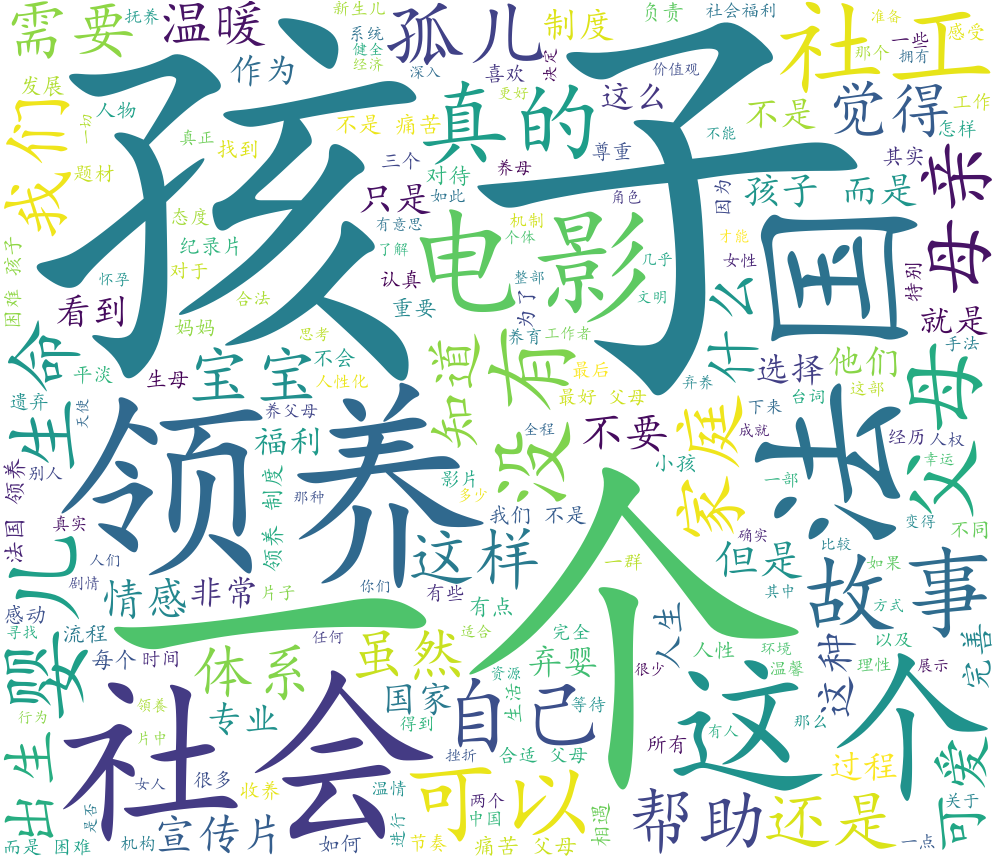 需要
抚养
温暖
新生儿
系统
健全
经济
孤儿
深入
喜欢
制度
决定
负责
社会福利
价值观
社工
准备
那个
一些
拥有
感受
作为
更好
发展
人物
一切
我们
真正
找到
题材
不是 痛苦
三个
真的
这么
尊重
养母
不是
不能
觉得
工作
怎样
其实
母亲
孩子
对待
如此
只是
角色
因为
孩子 而是
态度
纪录片
对于
怀孕
合法
有意思
了解
认真
重要
电影
机制
个体
整部
为了
几乎
文明
才能
女性
什么
法国
特别
就是
手法
困难 孩子
看到
妈妈
思考
养育
工作者
生命
平淡
生母
宝宝
不会
人性化
知道
没有
最后
最好 父母
弃养
选择
他们
这部
台词
父母
遗弃
天使
养父母
福利
领养
别人
法国 领养
领养 制度
那种
全程
影片
多少
不要
小孩
家庭
下来
成就
一部
经历
人权
幸运
变得
不同
真实
人们
剧情
婴儿
感动
寻找
流程
情感
非常
片子
你们
这样
有些
有点
我们 不是
一群
一个
确实
但是
比较
其中
故事
如果
方式
每个
时间
任何
适合
虽然
体系
完全
弃婴
很少
人生
人性
环境
温馨
这种
以及
理性
展示
完善
行为
领養
片中
专业
国家
得到
自己
资源
生活
等待
合适 父母
挫折
所有
有人
这个
那么
出生
社会
女人
很多
收养
温情
可以
两个
中国
相遇
帮助
还是
过程
可爱
关于
一点
而是 困难
是否
机构
宣传片
如何
进行
节奏
痛苦 父母